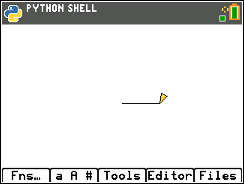 PYTHON SHELL
Fns… a A # Tools Editor Files